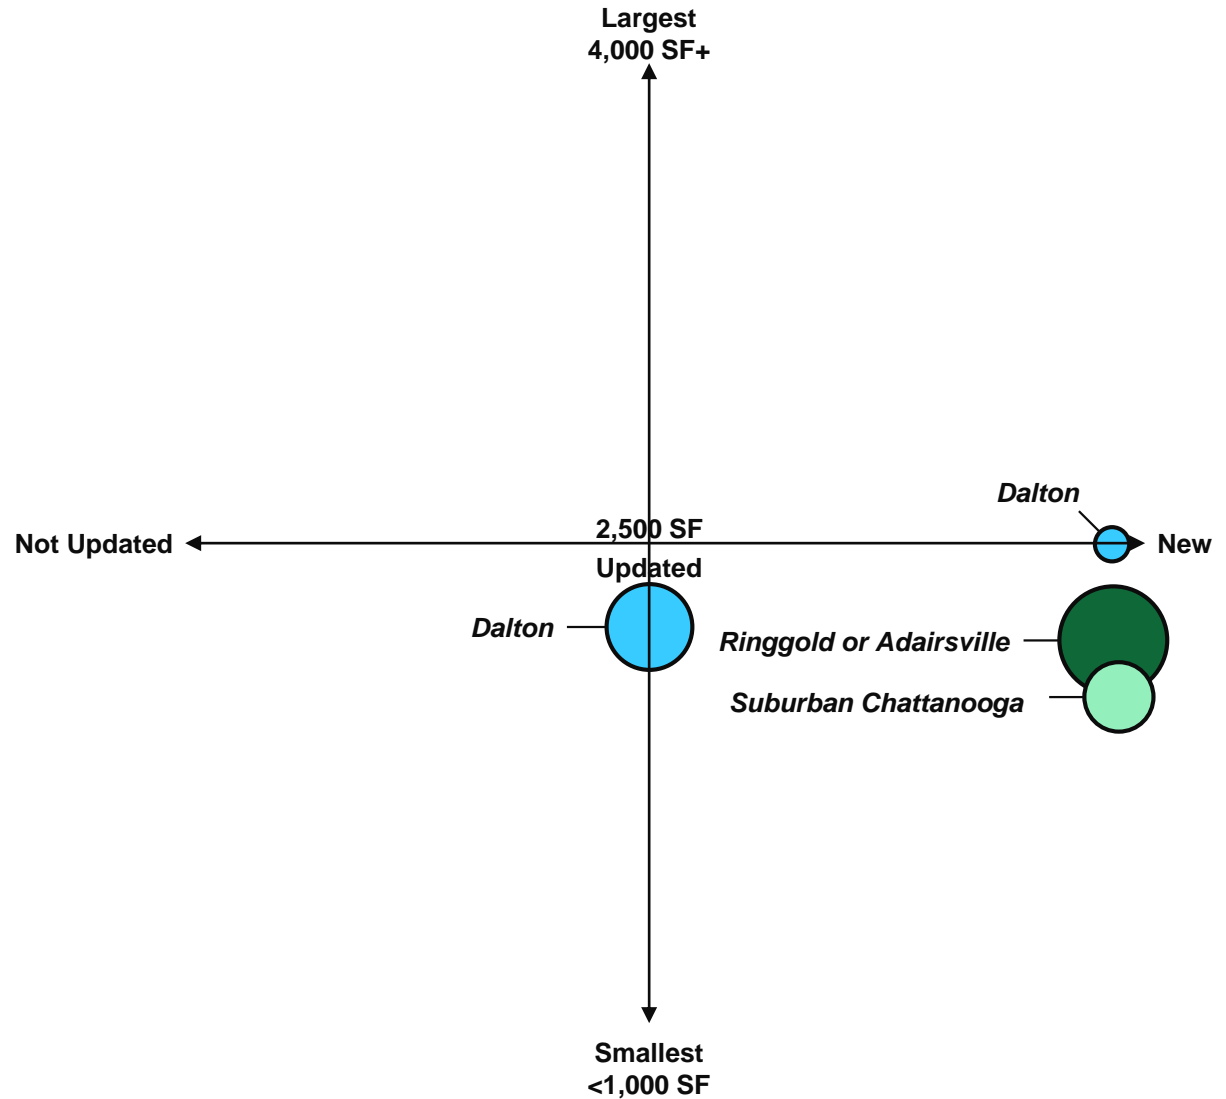 Largest
4,000 SF+
Dalton
2,500 SF
Not Updated
New
Updated
Dalton
Ringgold or Adairsville
Suburban Chattanooga
Smallest
<1,000 SF